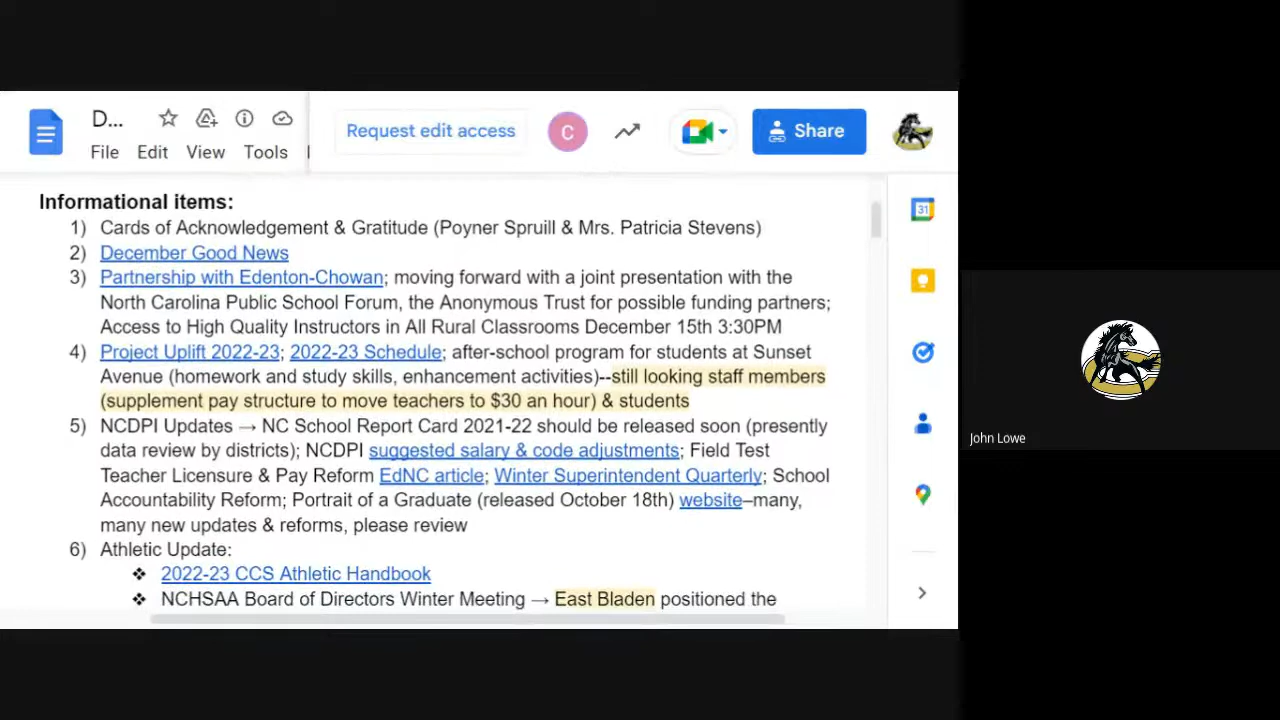 D...
Request edit access
C
Share
File Edit View Tools
31
Informational items:
1) Cards of Acknowledgement & Gratitude (Poyner Spruill & Mrs. Patricia Stevens)
2) December Good News
3) Partnership with Edenton-Chowan; moving forward with a joint presentation with the
North Carolina Public School Forum, the Anonymous Trust for possible funding partners;
Access to High Quality Instructors in All Rural Classrooms December 15th 3:30PM
4) Project Uplift 2022-23; 2022-23 Schedule; after-school program for students at Sunset
Avenue (homework and study skills, enhancement activities)--still looking staff members
(supplement pay structure to move teachers to $30 an hour) & students
5) NCDPI Updates → NC School Report Card 2021-22 should be released soon (presently
data review by districts); NCDPI suggested salary & code adjustments; Field Test
Teacher Licensure & Pay Reform EdNC article; Winter Superintendent Quarterly; School
Accountability Reform; Portrait of a Graduate (released October 18th) website–many,
many new updates & reforms, please review
6) Athletic Update:
❖ 2022-23 CCS Athletic Handbook
❖ NCHSAA Board of Directors Winter Meeting → East Bladen positioned the
John Lowe